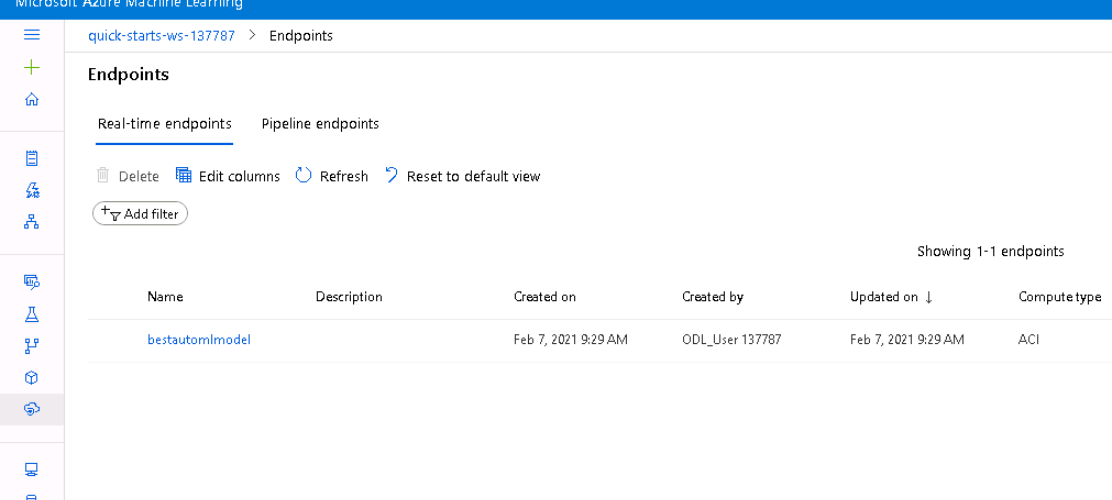 Microsoft Azure Machine Learning
quick-starts-ws-137787 > Endpoints
Endpoints
Real-time endpoints Pipeline endpoints
Delete Edit columns Refresh Reset to default view
Add filter
Showing 1-1 endpoints
Name Description Created on Created by Updated on ↓ Compute type
bestautomlmodel Feb 7, 2021 9:29 AM ODL_User 137787 Feb 7, 2021 9:29 AM ACI